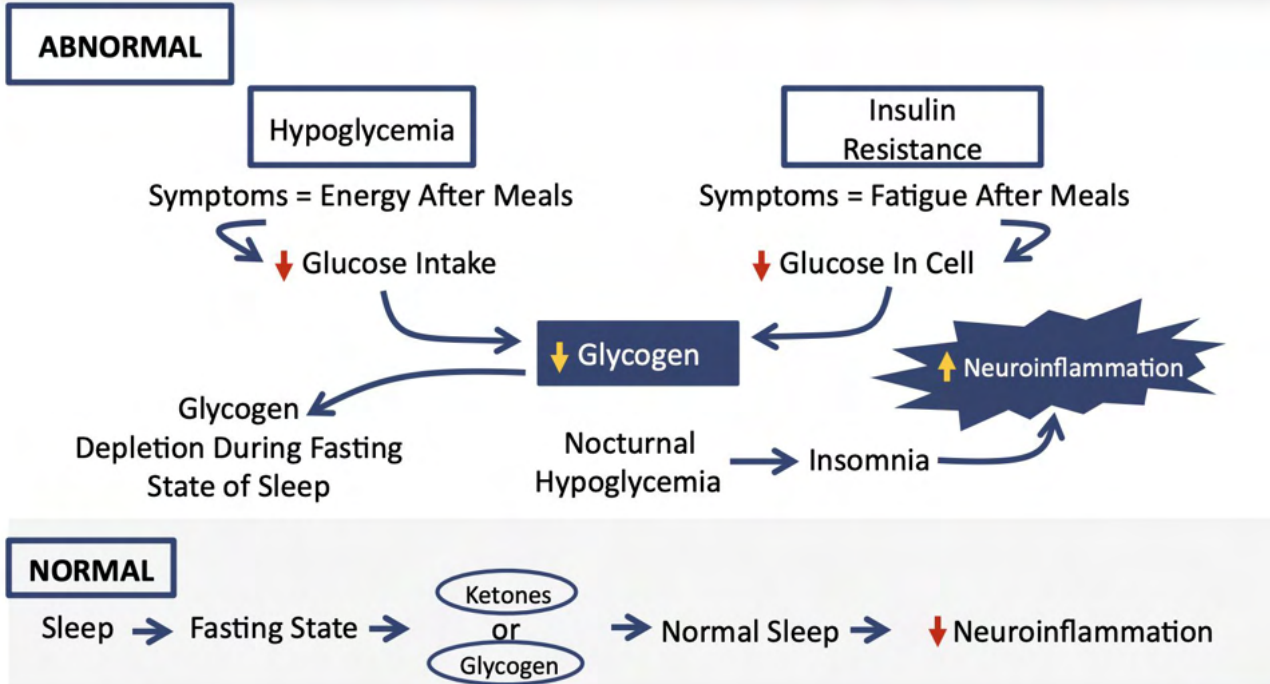 ABNORMAL
Hypoglycemia
Insulin
Resistance
Symptoms = Energy After Meals
Symptoms = Fatigue After Meals
Glucose Intake
Glucose In Cell
Glycogen
Neuroinflammation
Glycogen
Depletion During Fasting
State of Sleep
Nocturnal
Hypoglycemia
Insomnia
NORMAL
Sleep
Fasting State
Ketones
or
Glycogen
Normal Sleep
Neuroinflammation